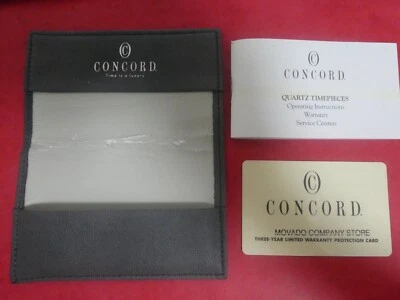 CONCORD.
Time is a luxury
CONCORD.
QUARTZ TIMEPIECES
Operating Instructions
Warranty
Service Centers
CONCORD.
MOVADO COMPANY STORE
THREE-YEAR LIMITED WARRANTY PROTECTION CARD